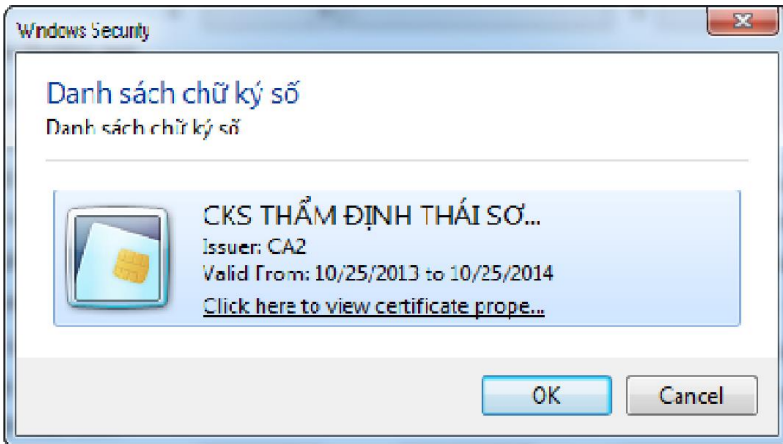 Windows Security
Danh sách chữ ký số
Danh sách chữ ký số
CKS THẨM ĐỊNH THÁI SƠ...
Issuer: CA2
Valid From: 10/25/2013 to 10/25/2014
Click here to view certificate prope...
OK
Cancel